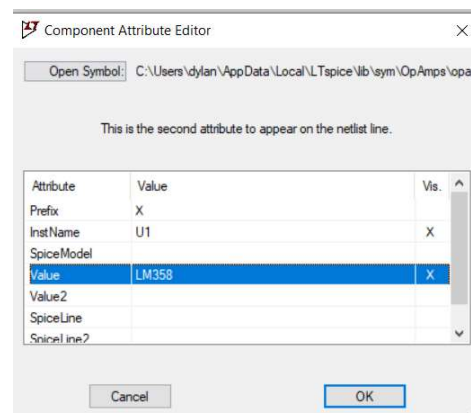 Component Attribute Editor
Open Symbol: C:\Users\dylan\AppData\Local\LTspice\lib\sym\OpAmps\opa
This is the second attribute to appear on the netlist line.
Attribute Value Vis.
Prefix X
InstName U1 X
SpiceModel
Value LM358 X
Value2
SpiceLine
SpiceLine2
Cancel OK